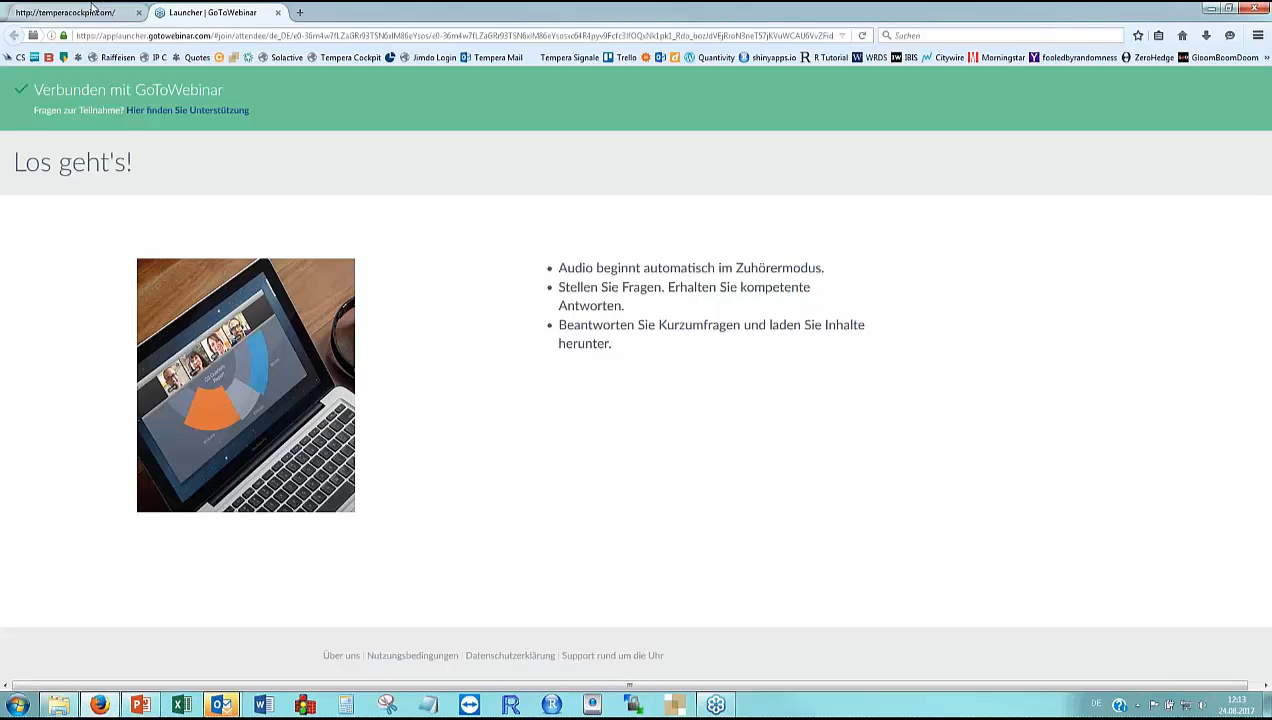 http://temperacockpit.com/
Launcher | GoToWebinar
Suchen
CS
Raiffeisen
IP C
Quotes
Solactive
Tempera Cockpit
Jimdo Login
Tempera Mail
Tempera Signale
Trello
Quantivity
shinyapps.io
R Tutorial
WRDS
IBIS
Citywire
Morningstar
fooledbyrandomness
ZeroHedge
GloomBoomDoom
Verbunden mit GoToWebinar
Fragen zur Teilnahme? Hier finden Sie Unterstützung
Los geht's!
Audio beginnt automatisch im Zuhörermodus.
Stellen Sie Fragen. Erhalten Sie kompetente
Antworten.
Beantworten Sie Kurzumfragen und laden Sie Inhalte
herunter.
Über uns | Nutzungsbedingungen | Datenschutzerklärung | Support rund um die Uhr
DE
12:13
24.08.2017